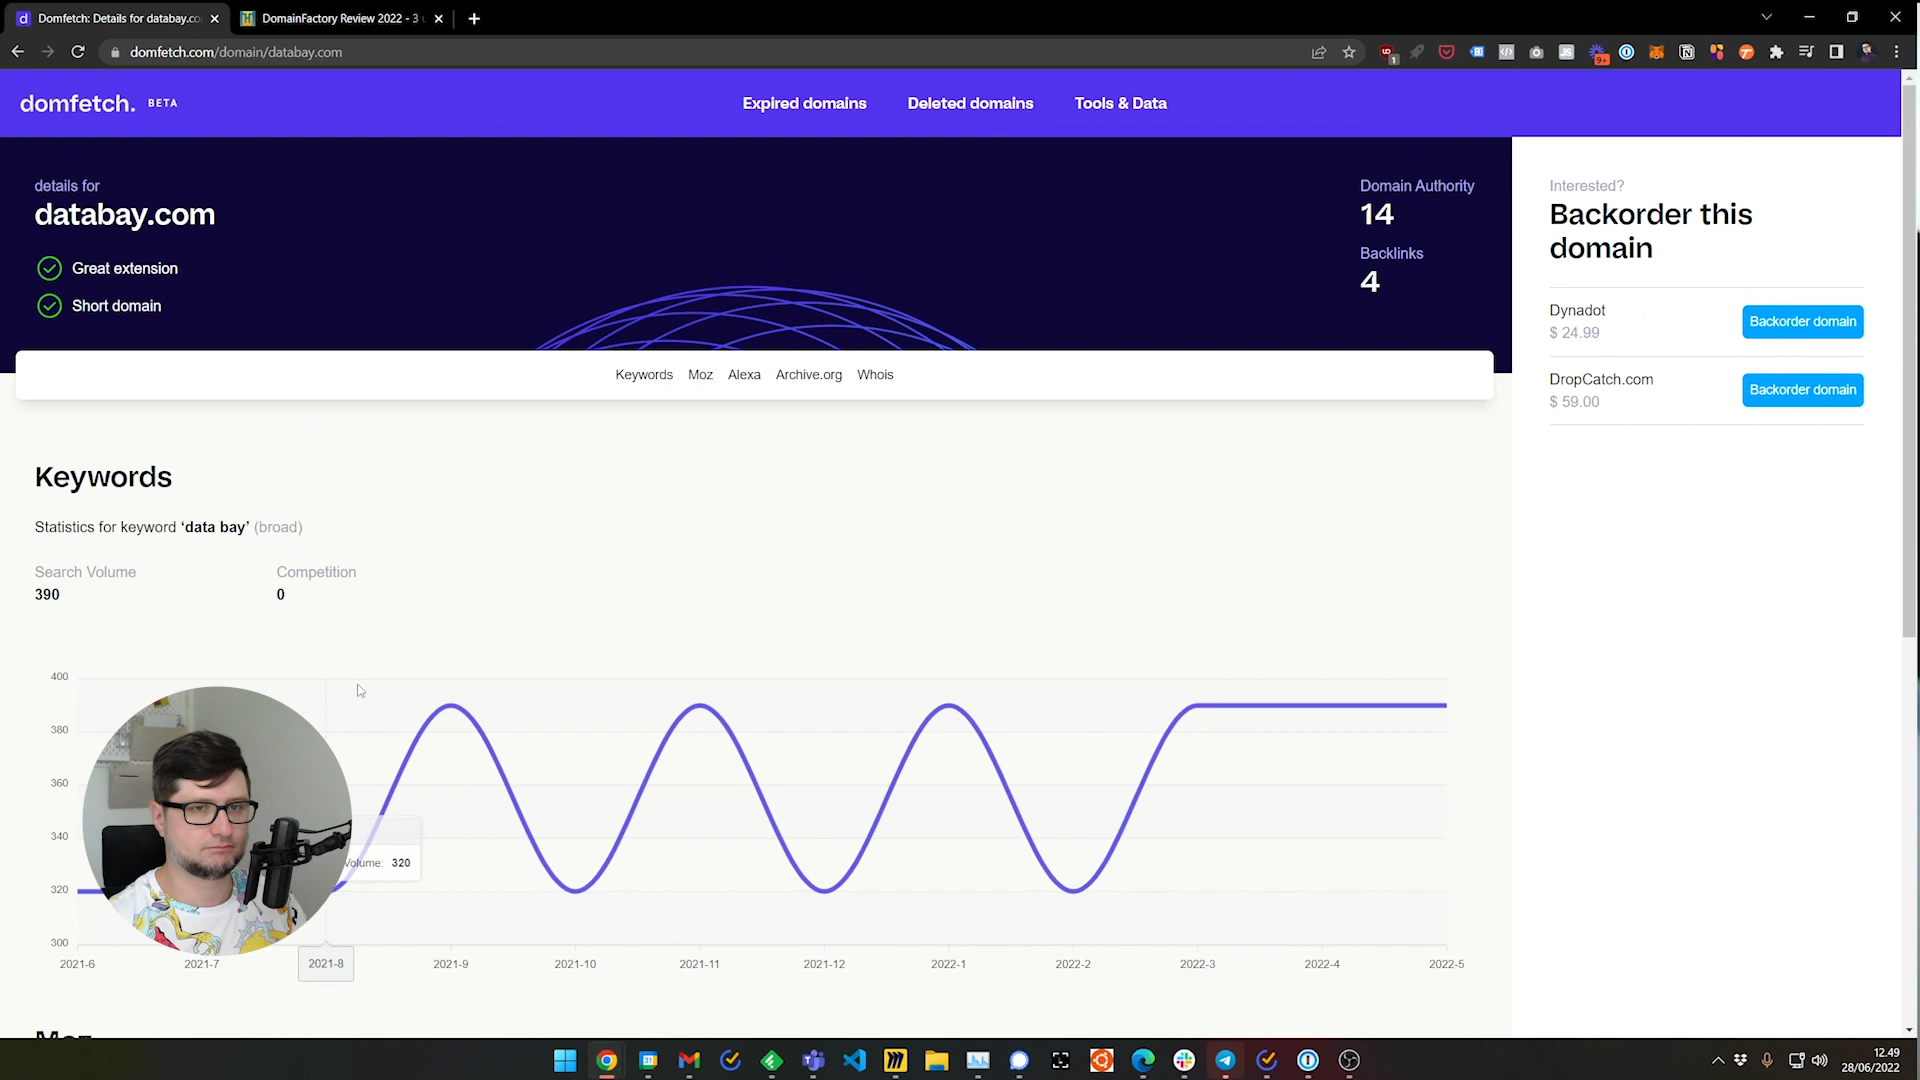 Domfetch: Details for databay.co
DomainFactory Review 2022 - 3
domfetch.com/domain/databay.com
domfetch. BETA
Expired domains
Deleted domains
Tools & Data
details for
databay.com
Great extension
Short domain
Domain Authority
14
Backlinks
4
Interested?
Backorder this
domain
Dynadot
$ 24.99
Backorder domain
DropCatch.com
$ 59.00
Backorder domain
Keywords Moz Alexa Archive.org Whois
Keywords
Statistics for keyword ‘data bay’ (broad)
Search Volume
390
Competition
0
400
380
360
340
320
300
Volume: 320
2021-6 2021-7 2021-8 2021-9 2021-10 2021-11 2021-12 2022-1 2022-2 2022-3 2022-4 2022-5
Moz
12.49
28/06/2022